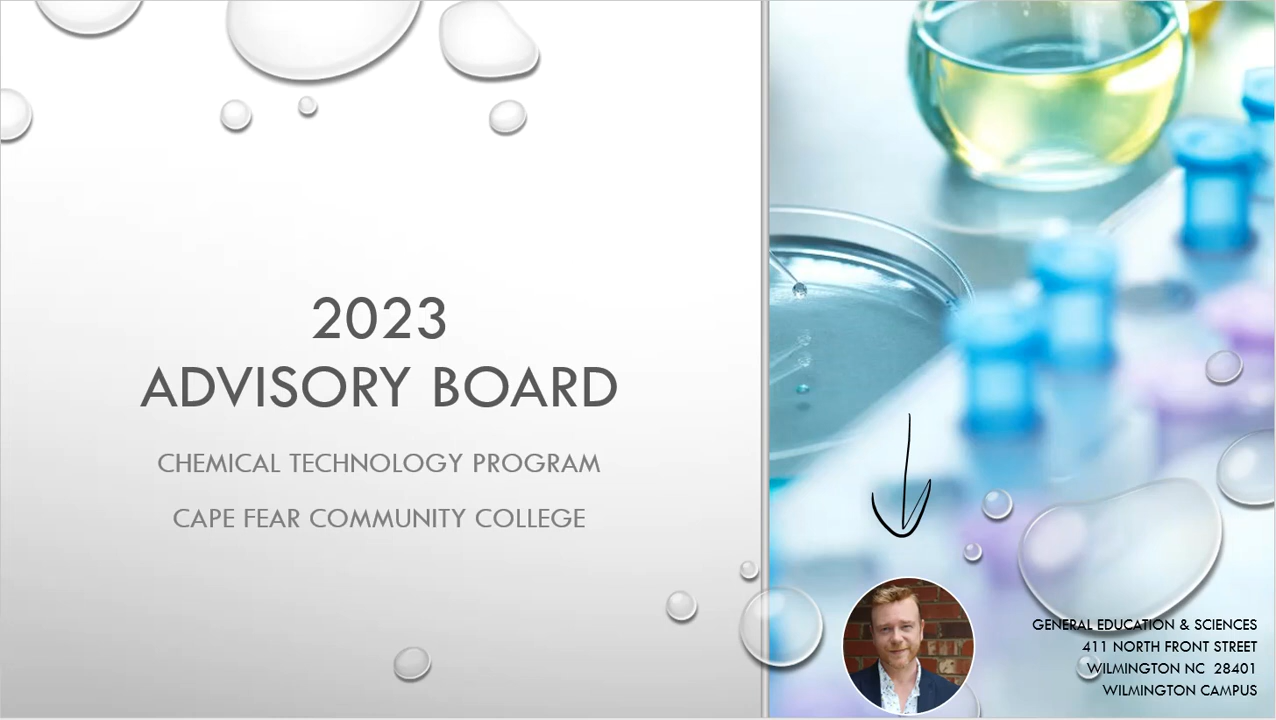 2023
ADVISORY BOARD
CHEMICAL TECHNOLOGY PROGRAM
CAPE FEAR COMMUNITY COLLEGE
GENERAL EDUCATION & SCIENCES
411 NORTH FRONT STREET
WILMINGTON NC  28401
WILMINGTON CAMPUS